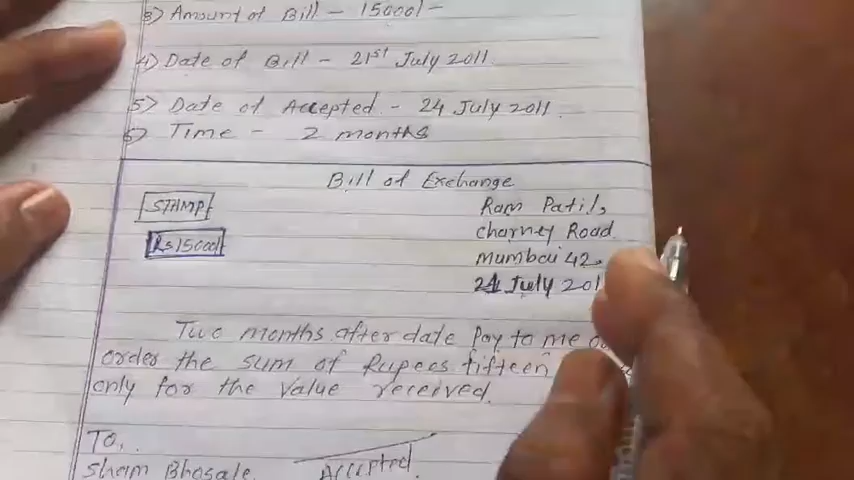 3) Amount of Bill - 15000/-
4) Date of Bill - 21st July 2011
5) Date of Accepted - 24 July 2011
6) Time - 2 months
Bill of Exchange
STAMP
Rs 15000/
Ram Patil,
charney Road
Mumbai 42.
21 July 201
Two months after date Pay to me
order the sum of Rupees fifteen
only for the value received.
To,
Sham Bhosale
Accepted